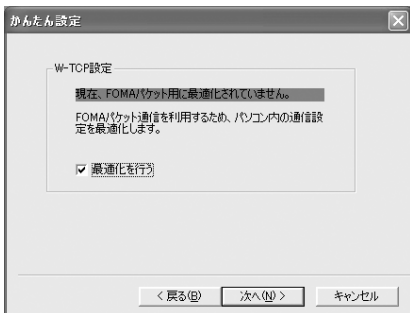 かんたん設定
W-TCP設定
現在、FOMAパケット用に最適化されていません。
FOMAパケット通信を利用するため、パソコン内の通信設
定を最適化します。
最適化を行う
< 戻る(B)
次へ(N) >
キャンセル